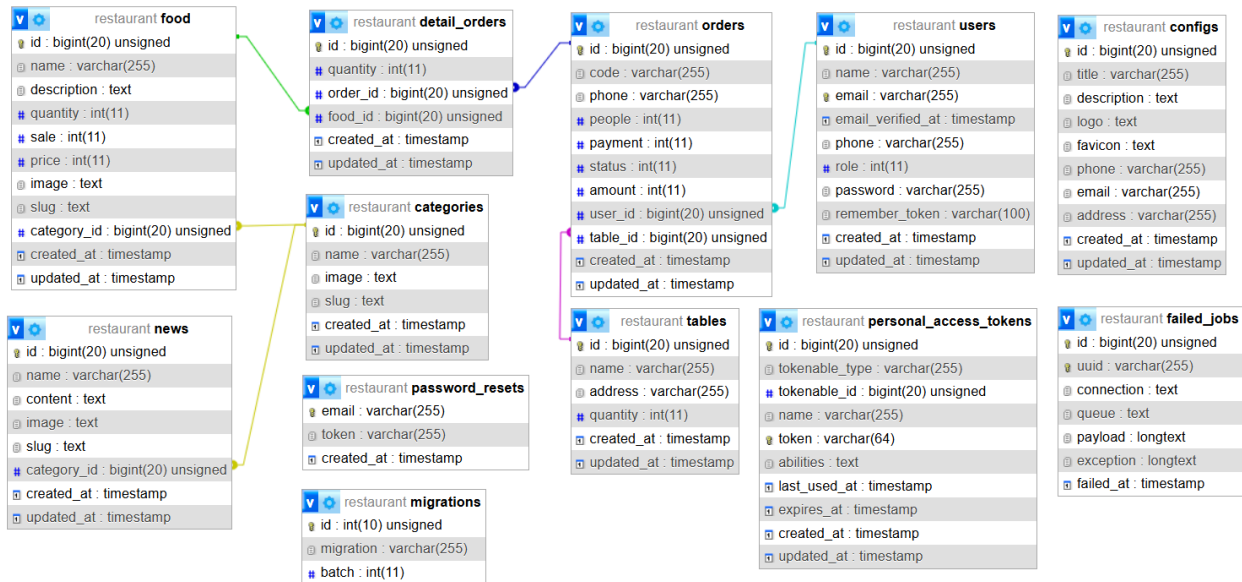 restaurant food
id : bigint(20) unsigned
name : varchar(255)
description : text
quantity : int(11)
sale : int(11)
price : int(11)
image : text
slug : text
category_id : bigint(20) unsigned
created_at : timestamp
updated_at : timestamp
restaurant detail_orders
id : bigint(20) unsigned
quantity : int(11)
order_id : bigint(20) unsigned
food_id : bigint(20) unsigned
created_at : timestamp
updated_at : timestamp
restaurant orders
id : bigint(20) unsigned
code : varchar(255)
phone : varchar(255)
people : int(11)
payment : int(11)
status : int(11)
amount : int(11)
user_id : bigint(20) unsigned
table_id : bigint(20) unsigned
created_at : timestamp
updated_at : timestamp
restaurant users
id : bigint(20) unsigned
name : varchar(255)
email : varchar(255)
email_verified_at : timestamp
phone : varchar(255)
role : int(11)
password : varchar(255)
remember_token : varchar(100)
created_at : timestamp
updated_at : timestamp
restaurant configs
id : bigint(20) unsigned
title : varchar(255)
description : text
logo : text
favicon : text
phone : varchar(255)
email : varchar(255)
address : varchar(255)
created_at : timestamp
updated_at : timestamp
restaurant categories
id : bigint(20) unsigned
name : varchar(255)
image : text
slug : text
created_at : timestamp
updated_at : timestamp
restaurant news
id : bigint(20) unsigned
name : varchar(255)
content : text
image : text
slug : text
category_id : bigint(20) unsigned
created_at : timestamp
updated_at : timestamp
restaurant password_resets
email : varchar(255)
token : varchar(255)
created_at : timestamp
restaurant migrations
id : int(10) unsigned
migration : varchar(255)
batch : int(11)
restaurant tables
id : bigint(20) unsigned
name : varchar(255)
address : varchar(255)
quantity : int(11)
created_at : timestamp
updated_at : timestamp
restaurant personal_access_tokens
id : bigint(20) unsigned
tokenable_type : varchar(255)
tokenable_id : bigint(20) unsigned
name : varchar(255)
token : varchar(64)
abilities : text
last_used_at : timestamp
expires_at : timestamp
created_at : timestamp
updated_at : timestamp
restaurant failed_jobs
id : bigint(20) unsigned
uuid : varchar(255)
connection : text
queue : text
payload : longtext
exception : longtext
failed_at : timestamp